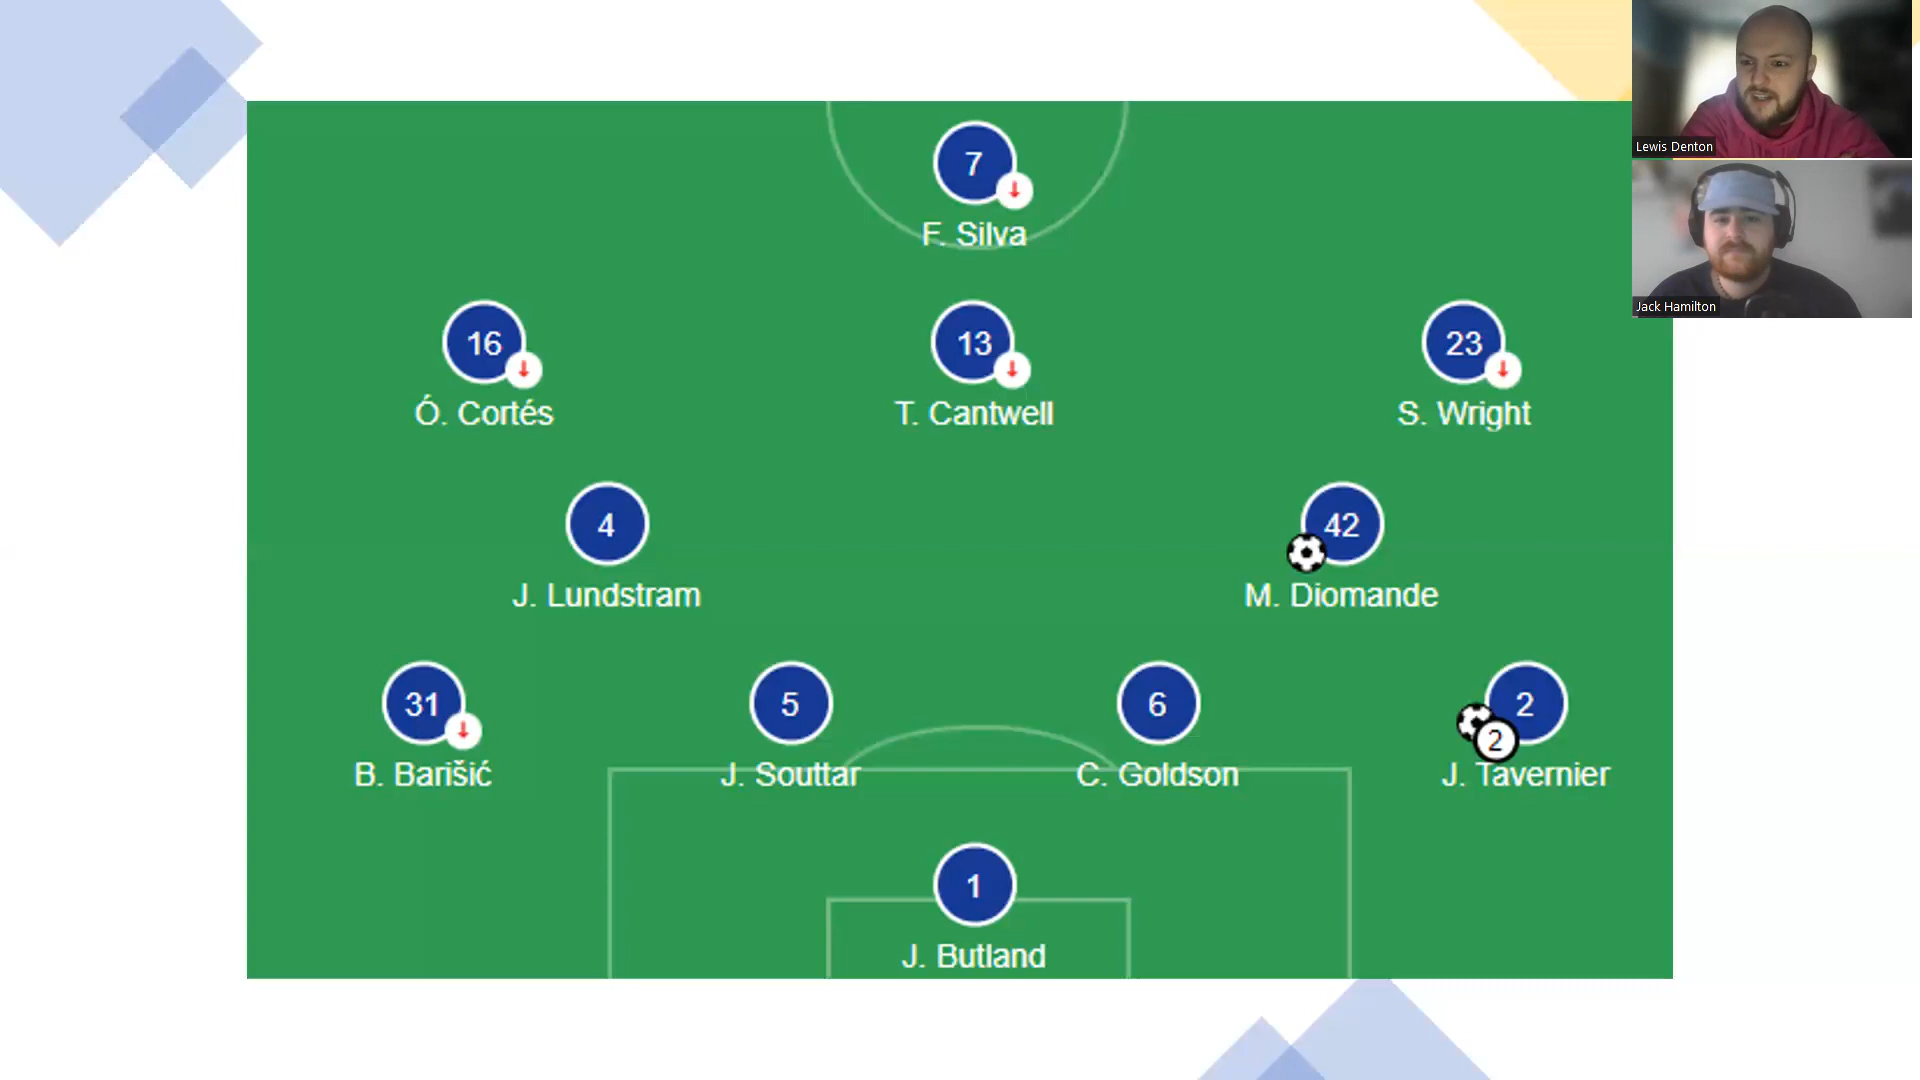 7
F. Silva
16
13
23
Ó. Cortés
T. Cantwell
S. Wright
4
42
J. Lundstram
M. Diomande
31
5
6
2
2
B. Barišić
J. Souttar
C. Goldson
J. Tavernier
1
J. Butland
Lewis Denton
Jack Hamilton